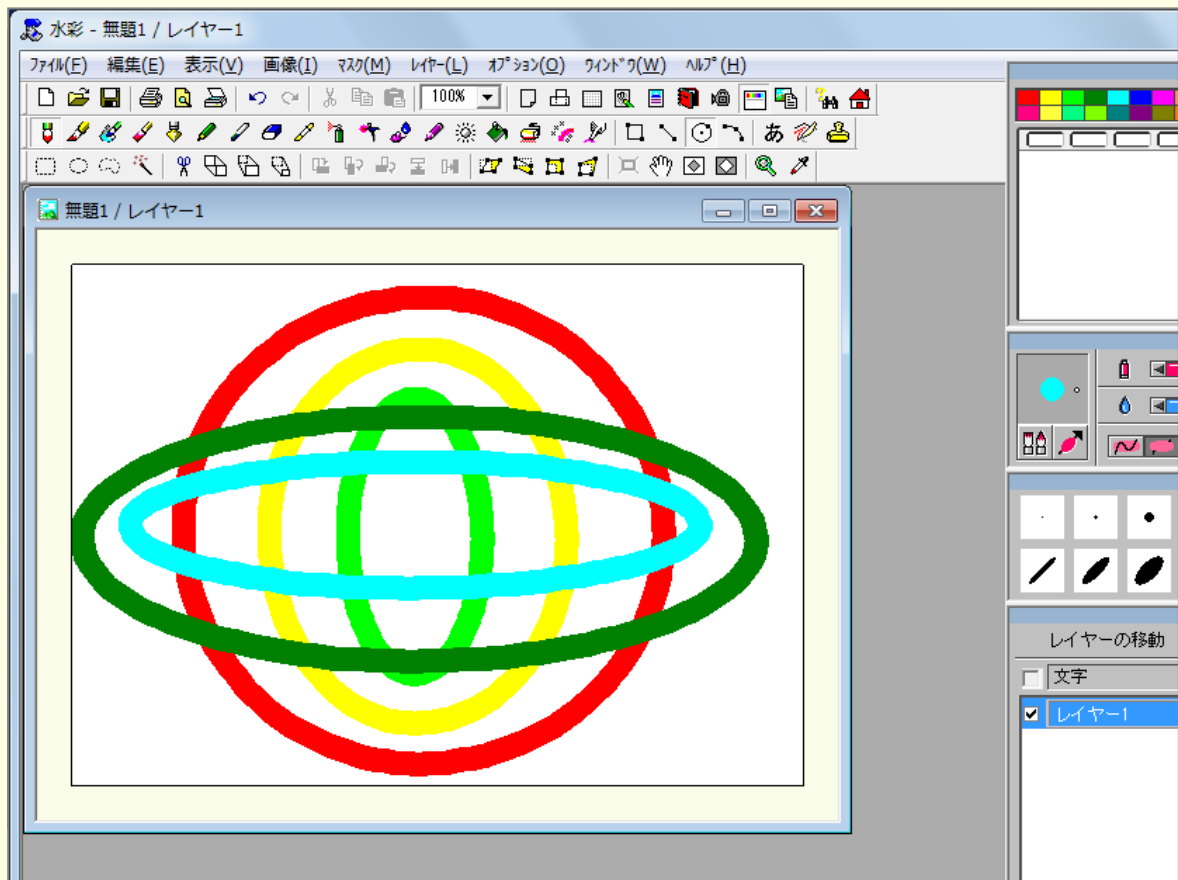 水彩 - 無題1 / レイヤー1
ファイル(F) 編集(E) 表示(V) 画像(I) マスク(M) レイヤー(L) オプション(O) ウィンドウ(W) ヘルプ(H)
100%
あ
無題1 / レイヤー1
レイヤーの移動
文字
レイヤー1